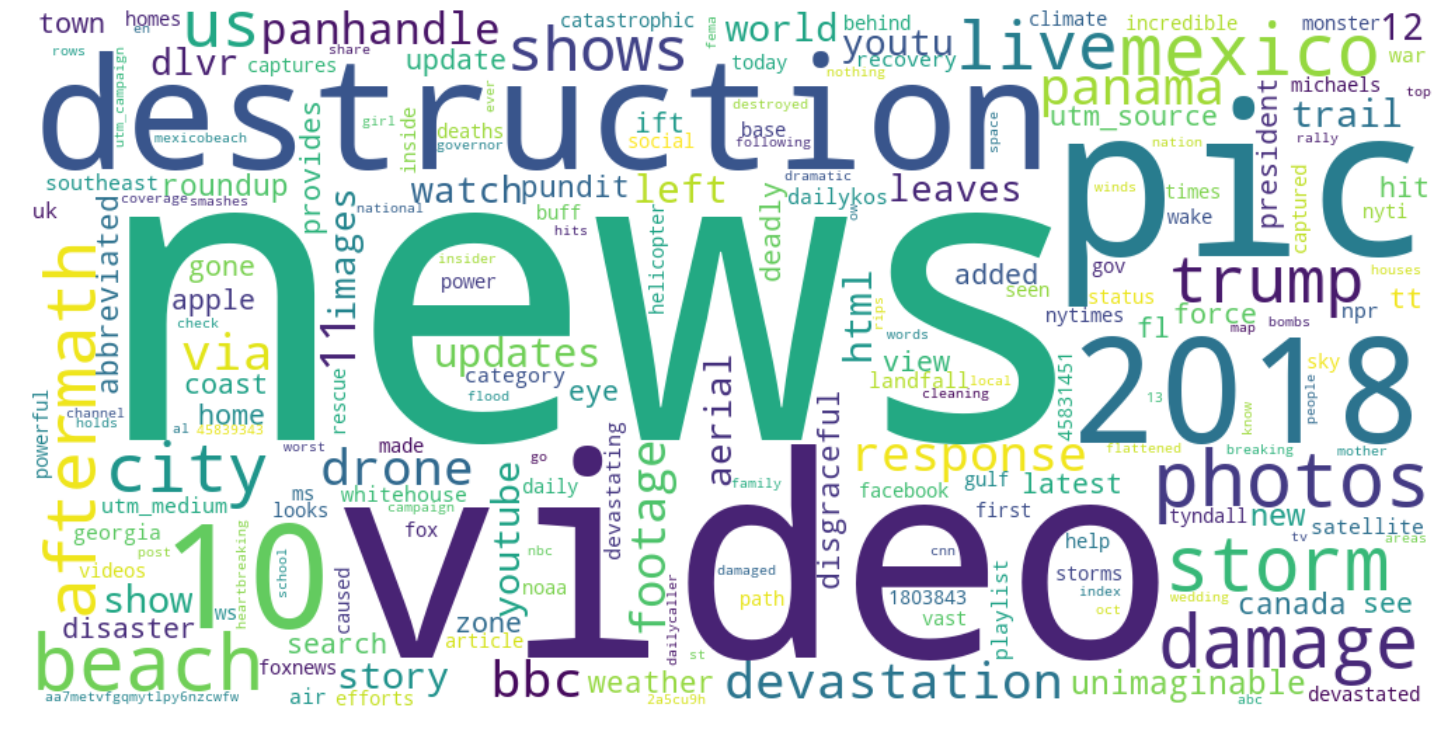 town
homes
en
us
panhandle
catastrophic
fema
world
behind
climate
incredible
monster
12
rows
utm_campaign
dlvr
captures
share
update
shows
today
youtu
recovery
live
mexico
war
nothing
destruction
panama
michaels
top
ever
destroyed
president
mexicobeach
girl
inside
deaths
governor
ift
social
base
following
space
utm_source
trail
rally
nation
pic
southeast
roundup
provides
watch
pundit
left
dramatic
dailykos
leaves
winds
times
hit
uk
coverage
smashes
abbreviated
images
national
buff
hits
helicopter
deadly
ow
wake
captured
nyti
aftermath
news
gone
insider
added
seen
gov
trump
houses
apple
power
html
status
tt
check
11
rips
nytimes
fl
force
npr
map
bombs
via
updates
words
view
2018
sky
coast
category
eye
aerial
landfall
local
45831451
13
people
powerful
channel
holds
home
rescue
flood
disgraceful
cleaning
know
al
45839343
worst
made
devastating
footage
response
flattened
breaking
mother
city
drone
go
family
photos
ms
whitehouse
youtube
daily
facebook
gulf
latest
utm_medium
looks
campaign
video
first
tyndall
new
satellite
georgia
10
fox
tv
areas
post
heartbreaking
school
nbc
cnn
help
storm
videos
caused
noaa
damaged
storms
playlist
show
ws
path
1803843
index
oct
wedding
canada
see
disaster
zone
dailycaller
vast
search
article
damage
beach
foxnews
story
bbc
weather
st
devastation
unimaginable
aa7metvfgqmytlpy6nzcwfw
air
efforts
2a5cu9h
abc
devastated